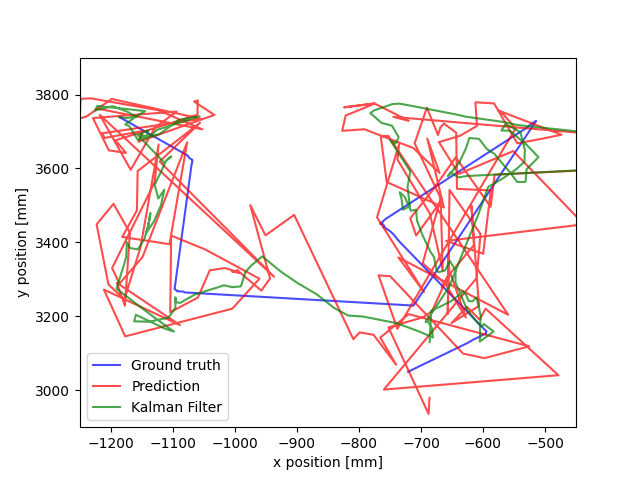 3800
3600
3400
3200
3000
y position [mm]
Ground truth
Prediction
Kalman Filter
−1200
−1100
−1000
−900
−800
−700
−600
−500
x position [mm]